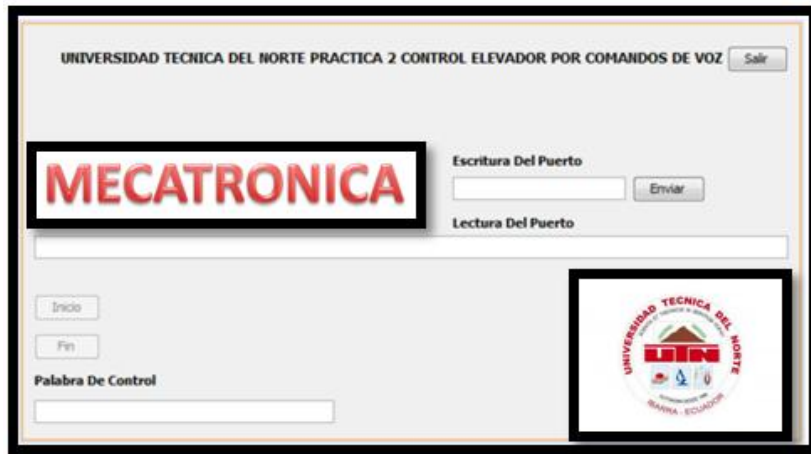 UNIVERSIDAD TECNICA DEL NORTE PRACTICA 2 CONTROL ELEVADOR POR COMANDOS DE VOZ Salir
MECATRONICA
Escritura Del Puerto
Enviar
Lectura Del Puerto
Inicio
Fin
Palabra De Control
UNIVERSIDAD TECNICA DEL NORTE
UTN
IBARRA - ECUADOR